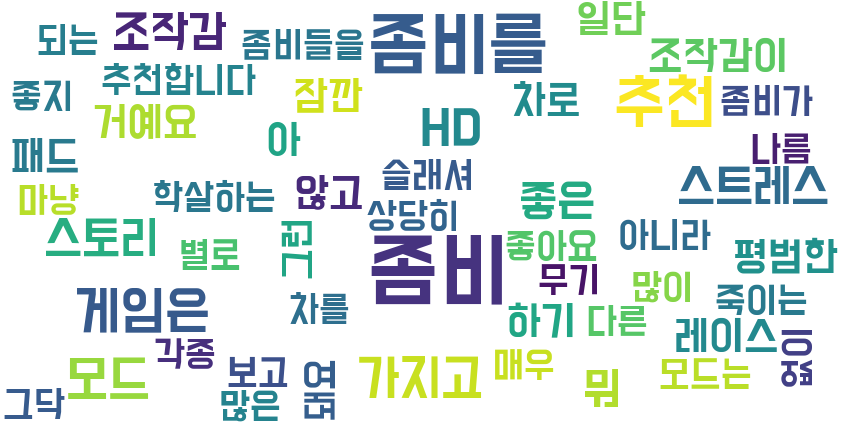 되는
조작감
좀비들을
좀비를
일단
조작감이
좋지
추천합니다
잠깐
거예요
HD
차로
추천
좀비가
아
패드
나름
마냥
학살하는
않고
슬래셔
상당히
좋은
스트레스
스토리
별로
그런
좀비
좋아요
아니라
평범한
무기
많이
게임은
차를
하기
다른
죽이는
레이스
모드
각종
보고
가지고
매우
뭐
모드는
그닥
많은